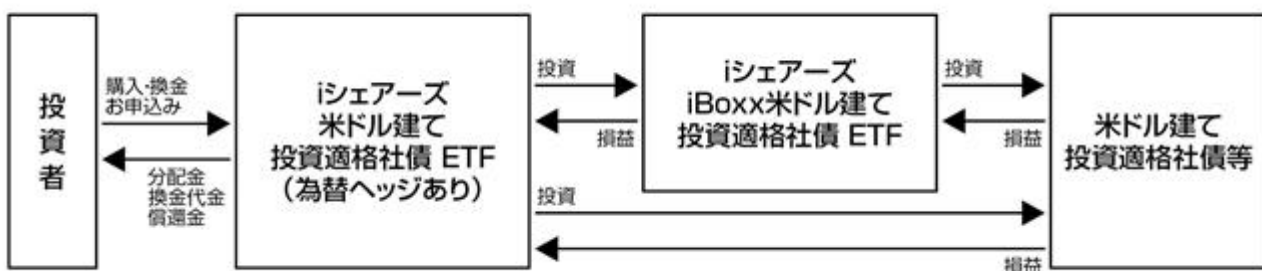 投資者
購入・換金
お申込み
分配金
換金代金
償還金
iシェアーズ
米ドル建て
投資適格社債 ETF
（為替ヘッジあり）
投資
損益
iシェアーズ
iBoxx米ドル建て
投資適格社債 ETF
投資
損益
投資
損益
米ドル建て
投資適格社債等